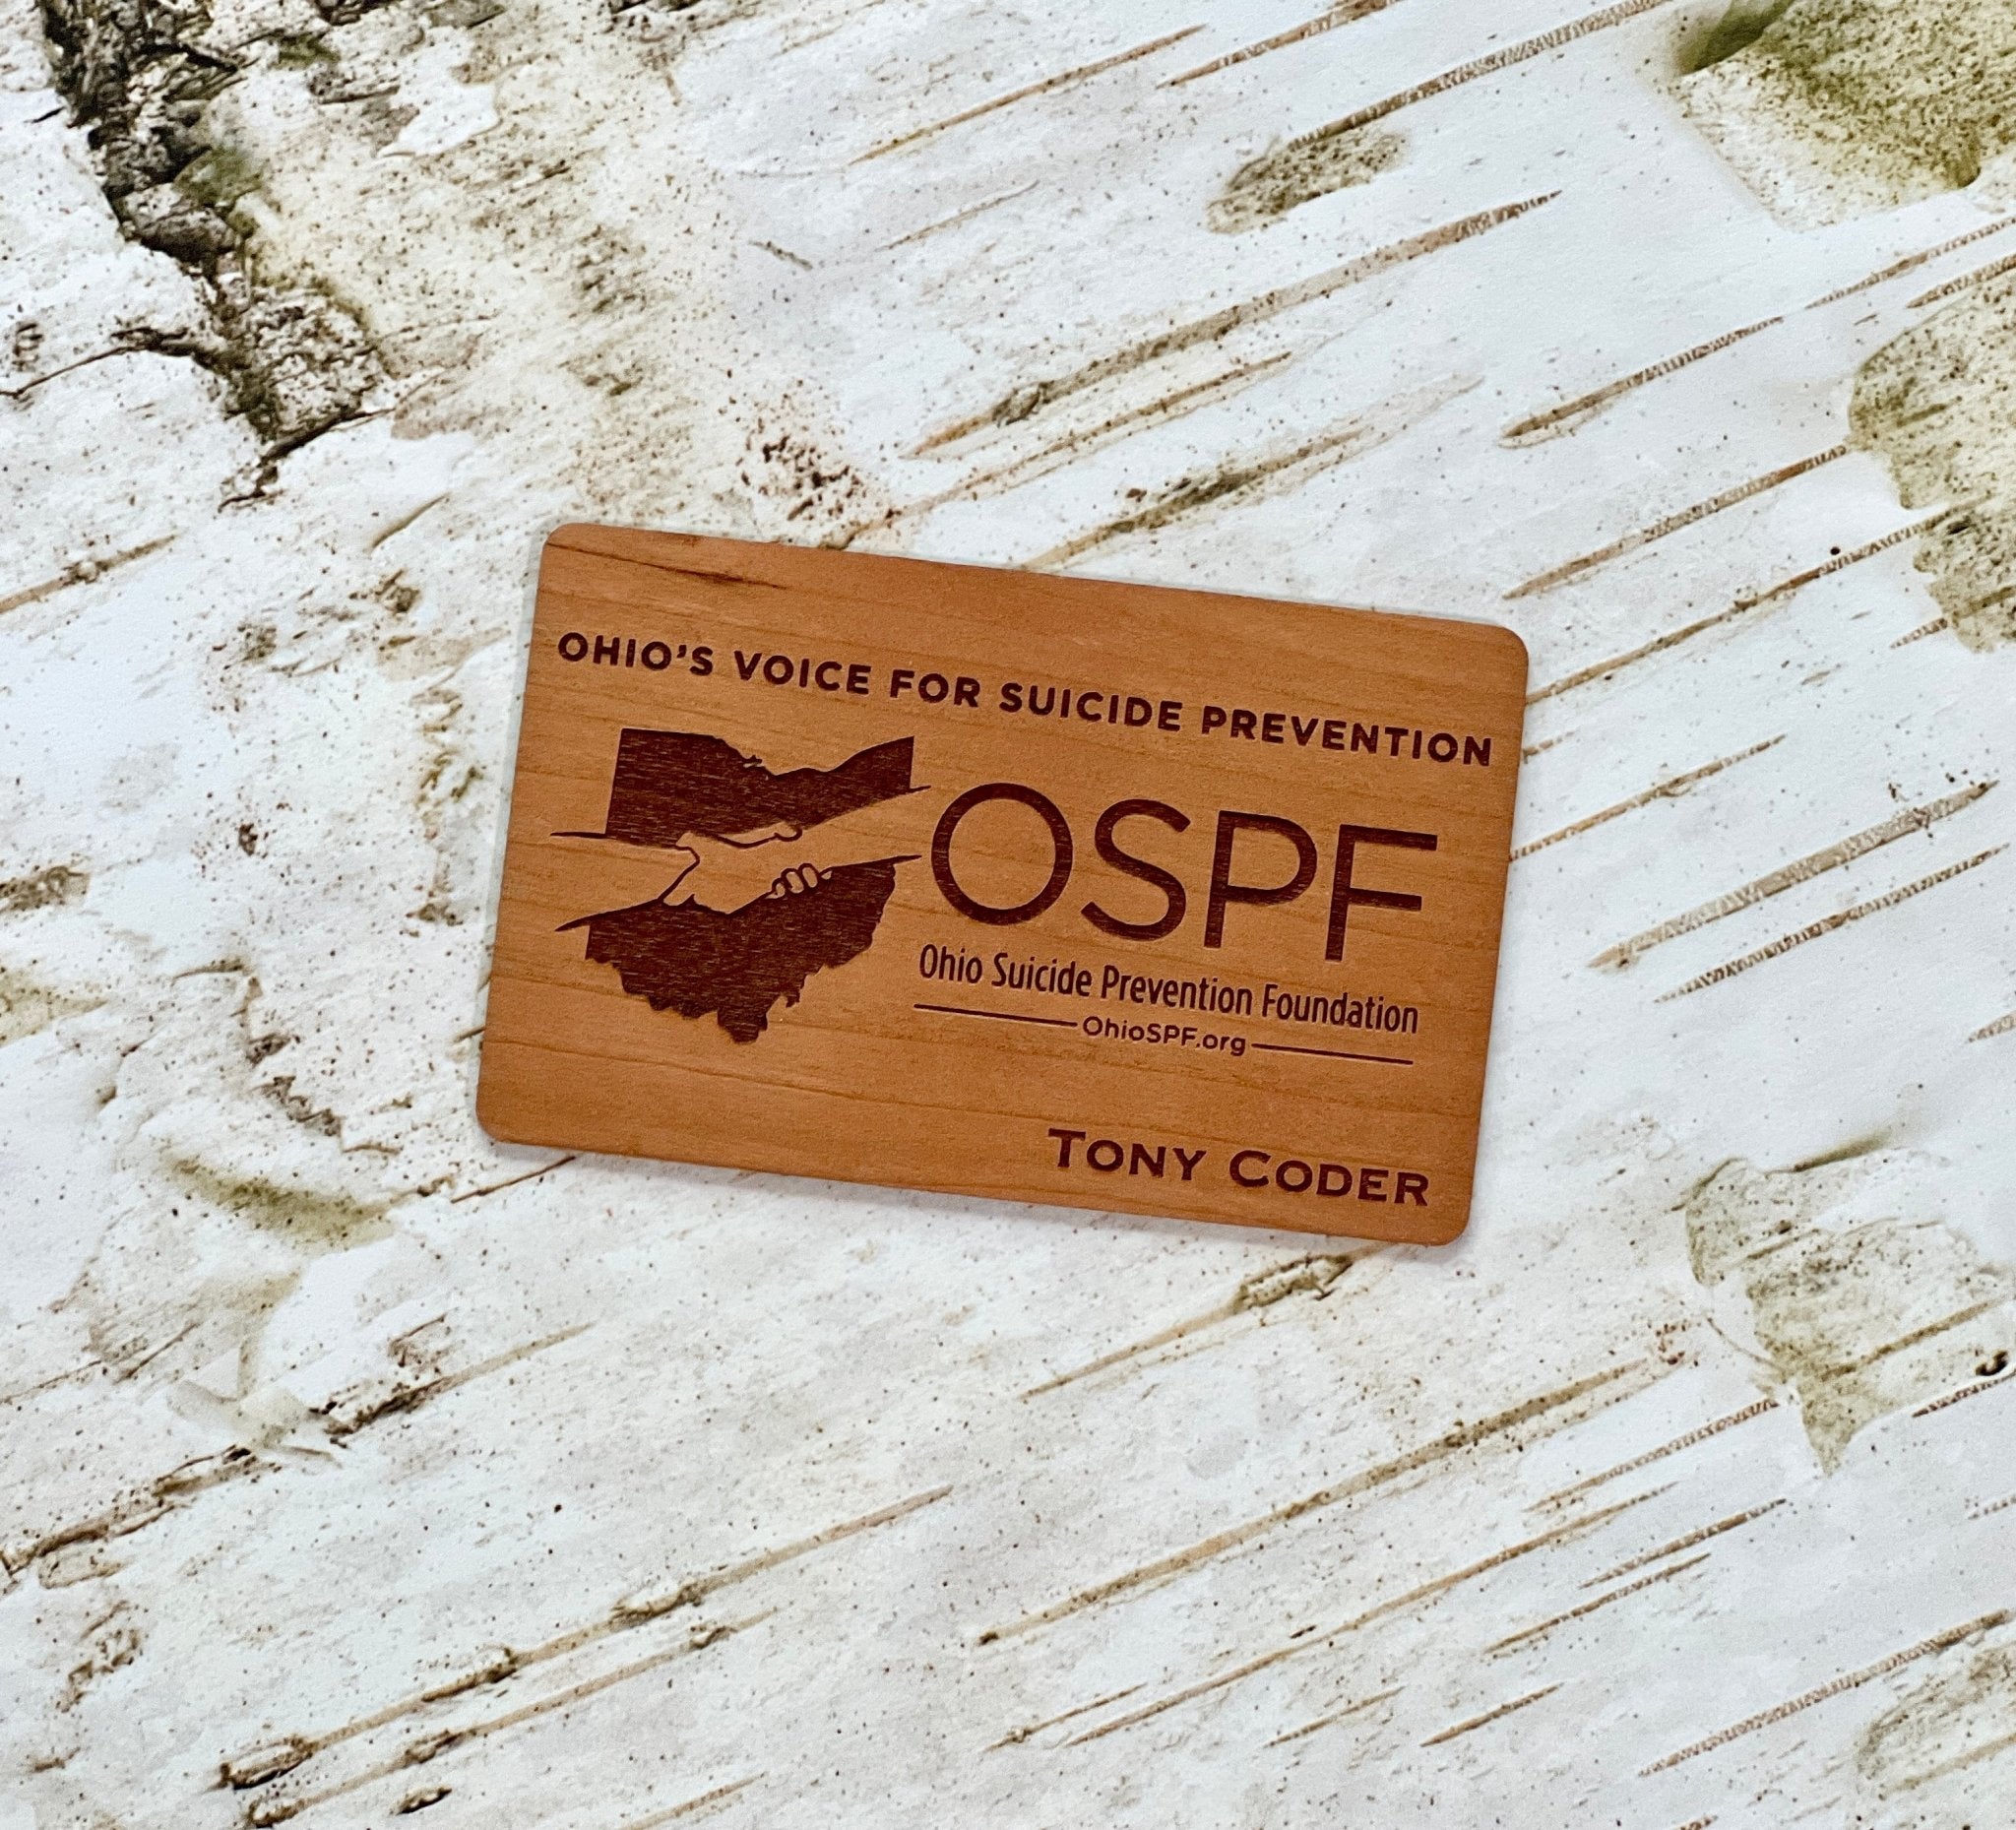 OHIO'S VOICE FOR SUICIDE PREVENTION
OSPF
Ohio Suicide Prevention Foundation
OhioSPF.org
TONY CODER